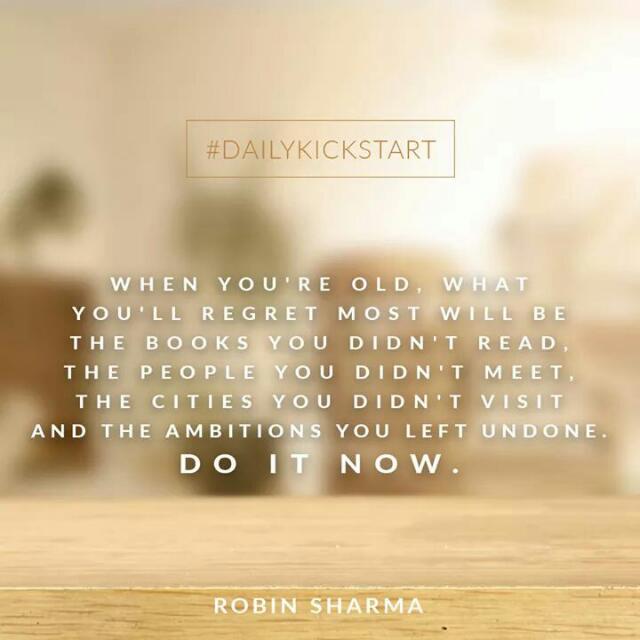 #DAILYKICKSTART
WHEN YOU'RE OLD, WHAT
YOU'LL REGRET MOST WILL BE
THE BOOKS YOU DIDN'T READ,
THE PEOPLE YOU DIDN'T MEET,
THE CITIES YOU DIDN'T VISIT
AND THE AMBITIONS YOU LEFT UNDONE.
DO IT NOW.
ROBIN SHARMA